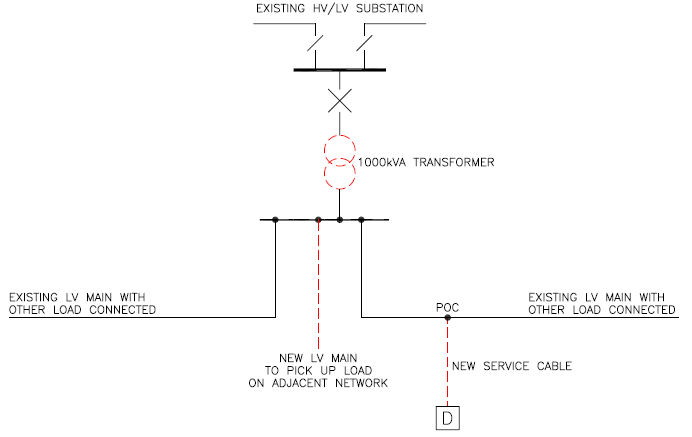 EXISTING HV/LV SUBSTATION
1000kVA TRANSFORMER
EXISTING LV MAIN WITH
OTHER LOAD CONNECTED
POC
EXISTING LV MAIN WITH
OTHER LOAD CONNECTED
NEW LV MAIN
TO PICK UP LOAD
ON ADJACENT NETWORK
NEW SERVICE CABLE
D